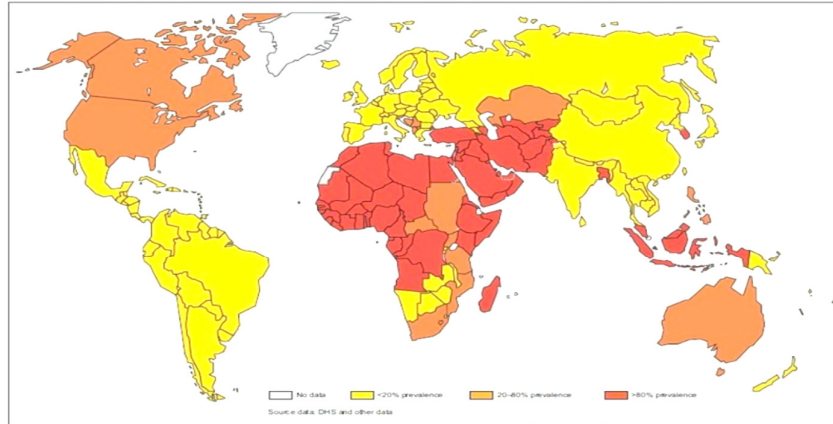 No data <20% prevalence 20–80% prevalence >80% prevalence
Source data: DHS and other data